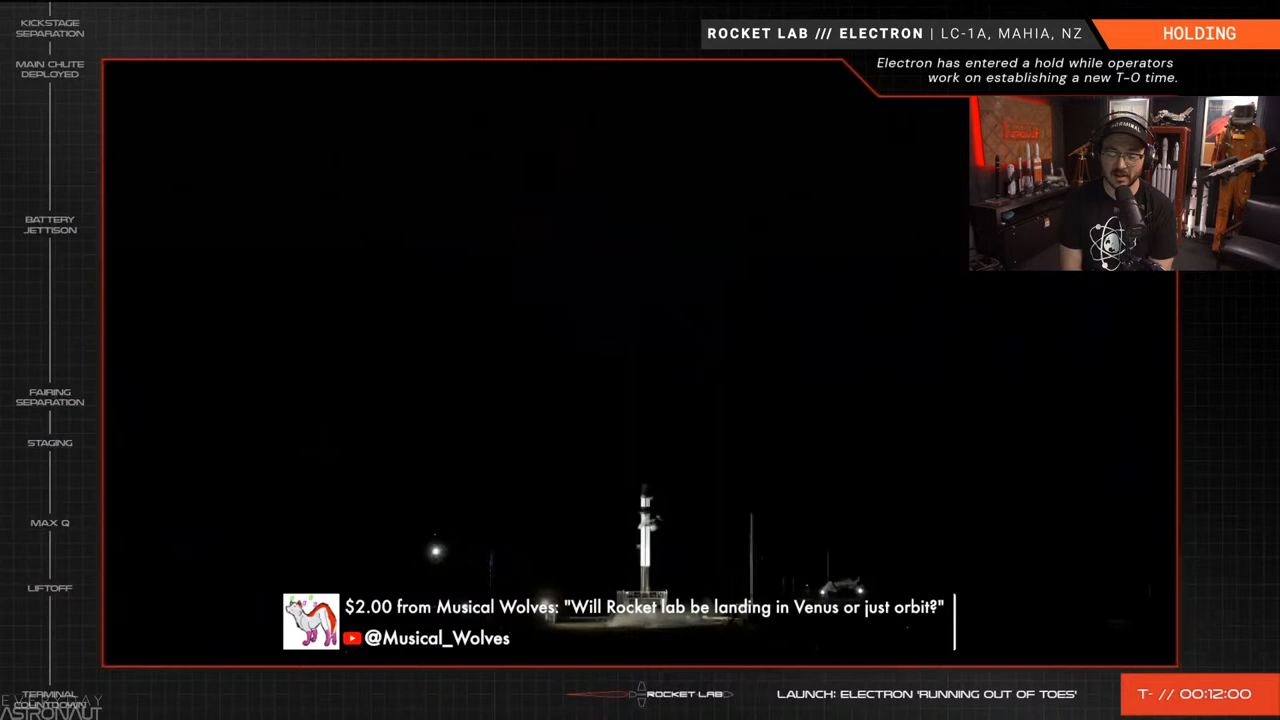 KICKSTAGE
SEPARATION
MAIN CHUTE
DEPLOYED
BATTERY
JETTISON
FAIRING
SEPARATION
STAGING
MAX Q
LIFTOFF
TERMINAL
COUNTDOWN
EVERYDAY
ASTRONAUT
ROCKET LAB /// ELECTRON | LC-1A, MAHIA, NZ
HOLDING
Electron has entered a hold while operators
work on establishing a new T-0 time.
NORMINAL
$2.00 from Musical Wolves: "Will Rocket lab be landing in Venus or just orbit?"
@Musical_Wolves
ROCKET LAB
LAUNCH: ELECTRON 'RUNNING OUT OF TOES'
T- // 00:12:00